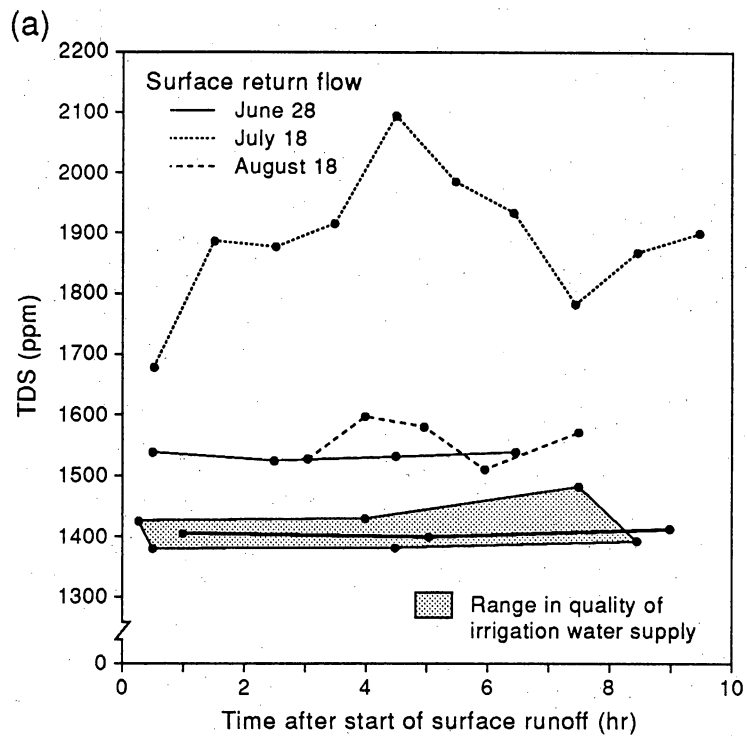 (a)
2200
2100
2000
1900
1800
1700
1600
1500
1400
1300
0
TDS (ppm)
Surface return flow
June 28
July 18
August 18
Range in quality of
irrigation water supply
0 2 4 6 8 10
Time after start of surface runoff (hr)